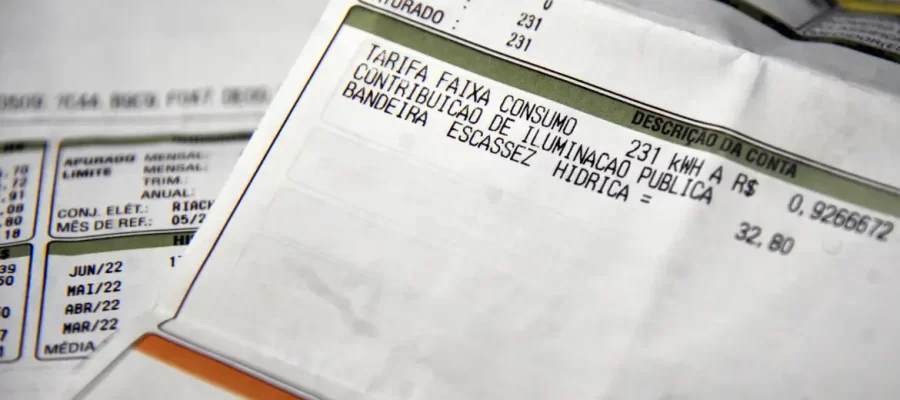 FATURADO :
231
231
DESCRIÇÃO DA CONTA
TARIFA FAIXA CONSUMO 231 kWH A R$ 0,9266672
CONTRIBUICAO DE ILUMINACAO PUBLICA
BANDEIRA ESCASSEZ HIDRICA = 32,80
APURADO MENSAL:
LIMITE MENSAL:
TRIM.:
ANUAL:
CONJ. ELÉT.: RIACH
MÊS DE REF.: 05/2
JUN/22
MAI/22
ABR/22
MAR/22
MÉDIA